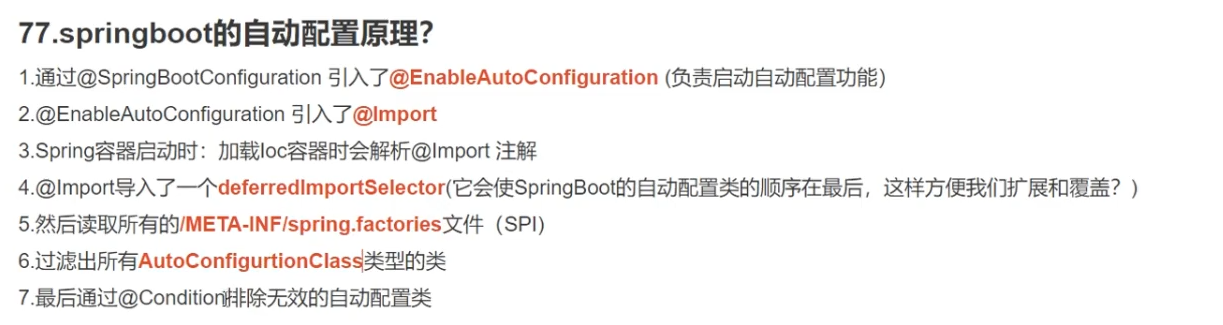 77.springboot的自动配置原理?
1.通过@SpringBootConfiguration 引入了@EnableAutoConfiguration (负责启动自动配置功能)
2.@EnableAutoConfiguration 引入了@Import
3.Spring容器启动时：加载Ioc容器时会解析@Import 注解
4.@Import导入了一个deferredImportSelector(它会使SpringBoot的自动配置类的顺序在最后，这样方便我们扩展和覆盖？)
5.然后读取所有的/META-INF/spring.factories文件（SPI）
6.过滤出所有AutoConfigurtionClass类型的类
7.最后通过@Condition排除无效的自动配置类